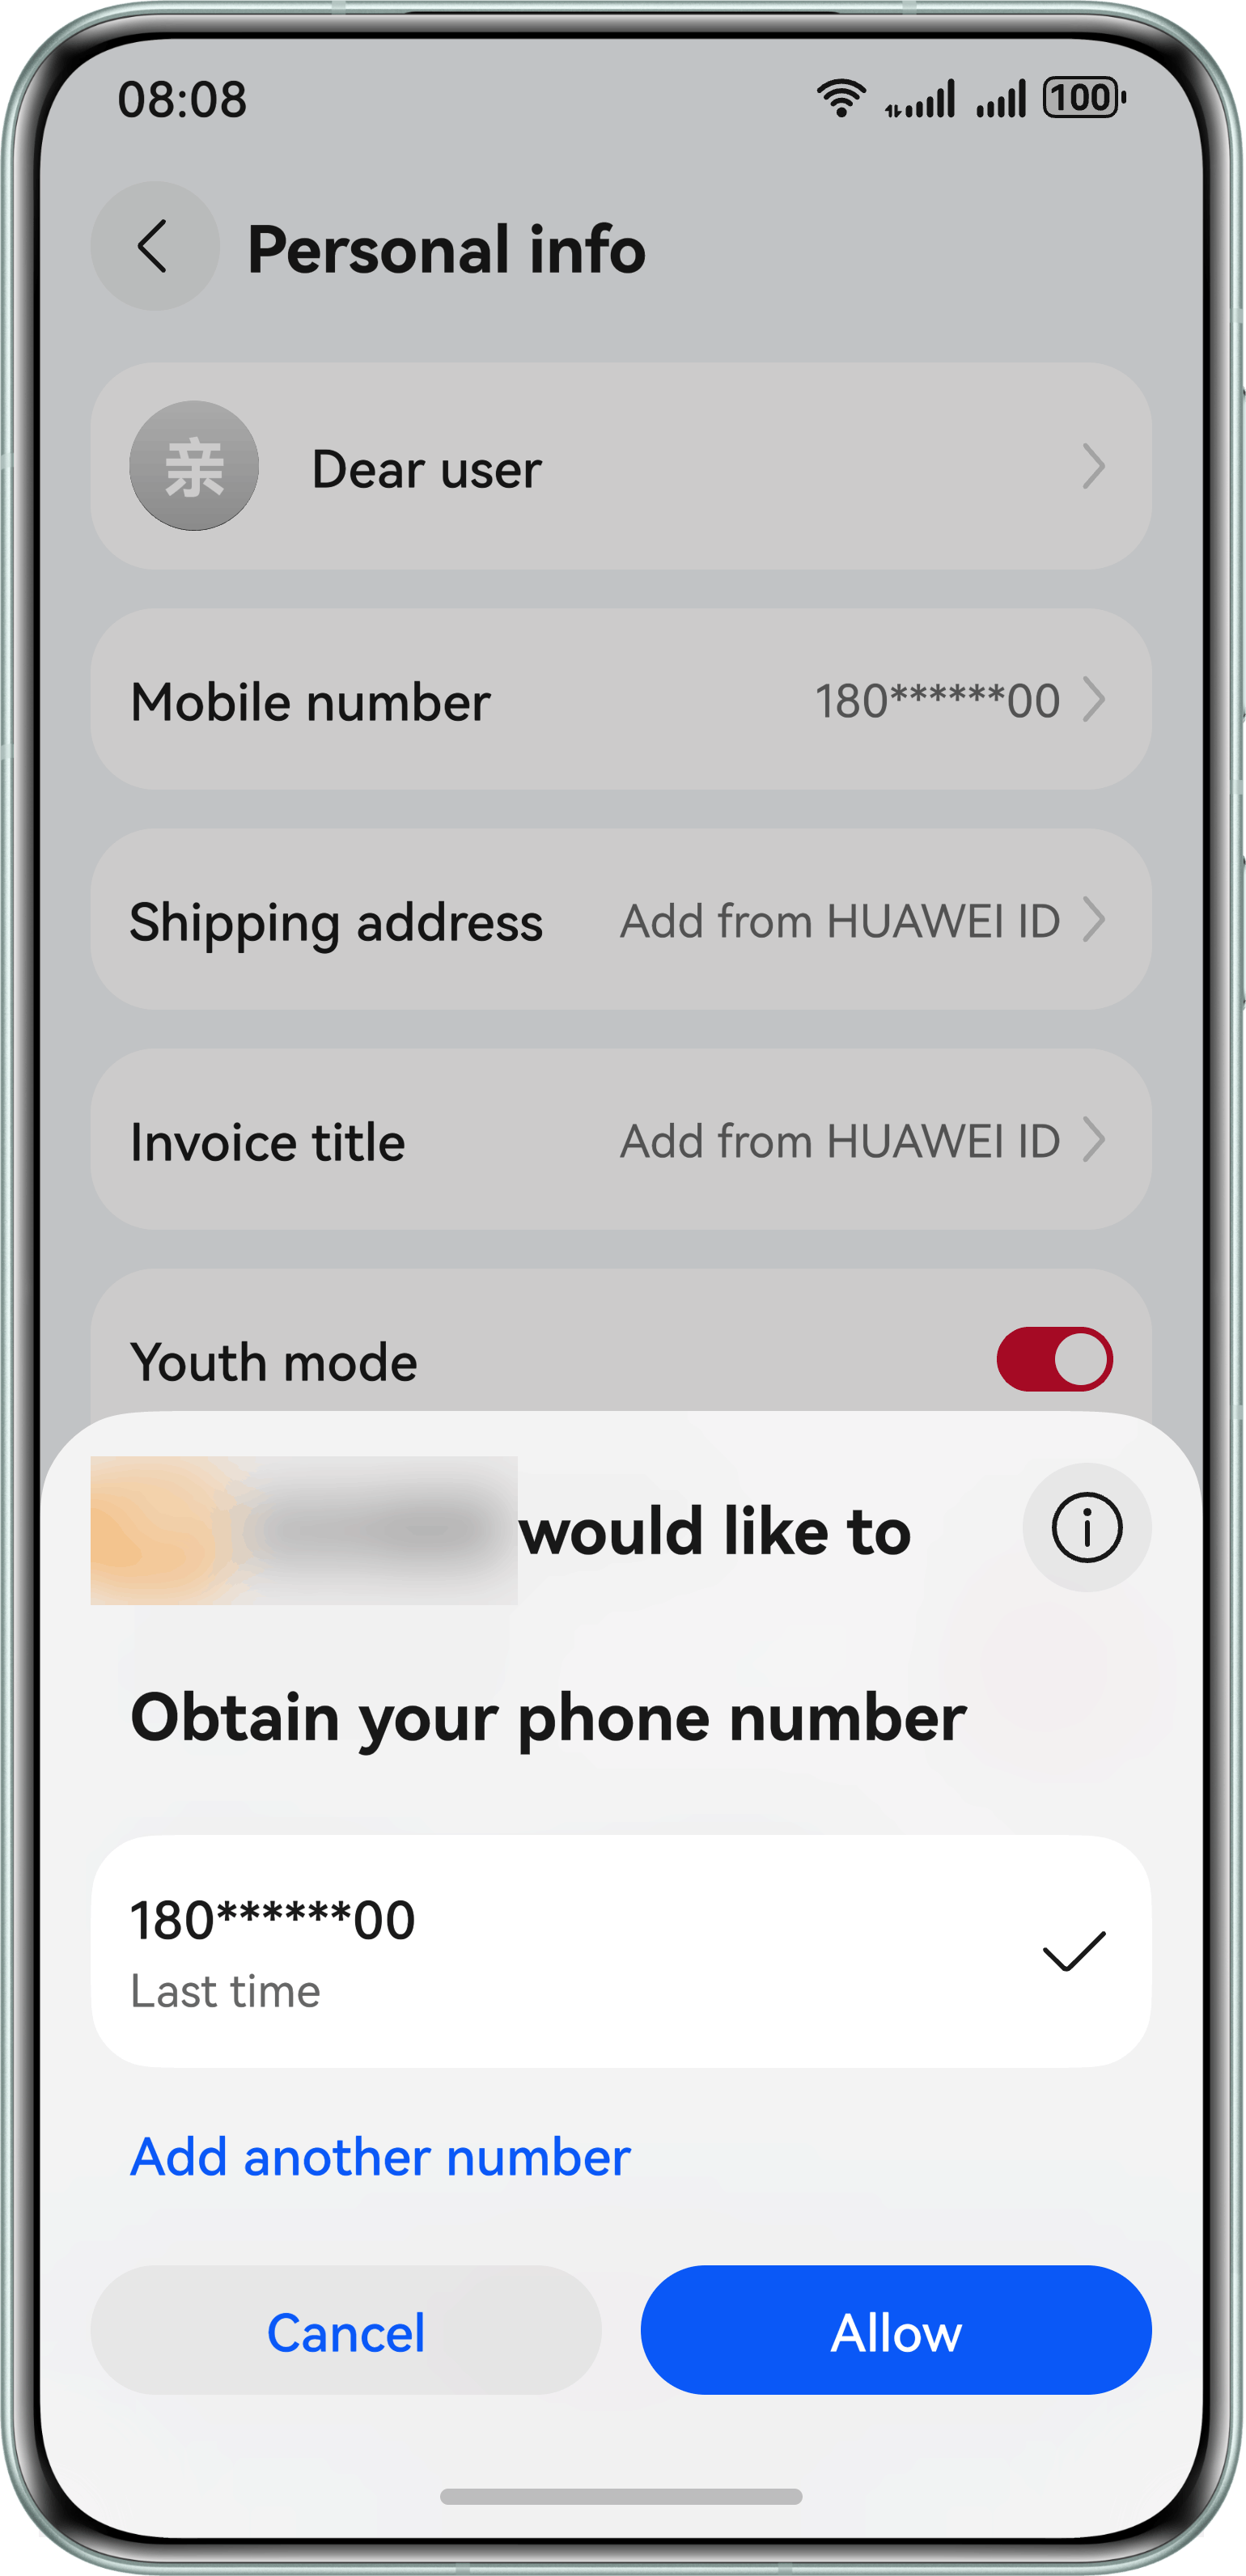 08:08
100
Personal info
亲
Dear user
Mobile number 180******00
Shipping address Add from HUAWEI ID
Invoice title Add from HUAWEI ID
Youth mode
would like to
Obtain your phone number
180******00
Last time
Add another number
Cancel Allow